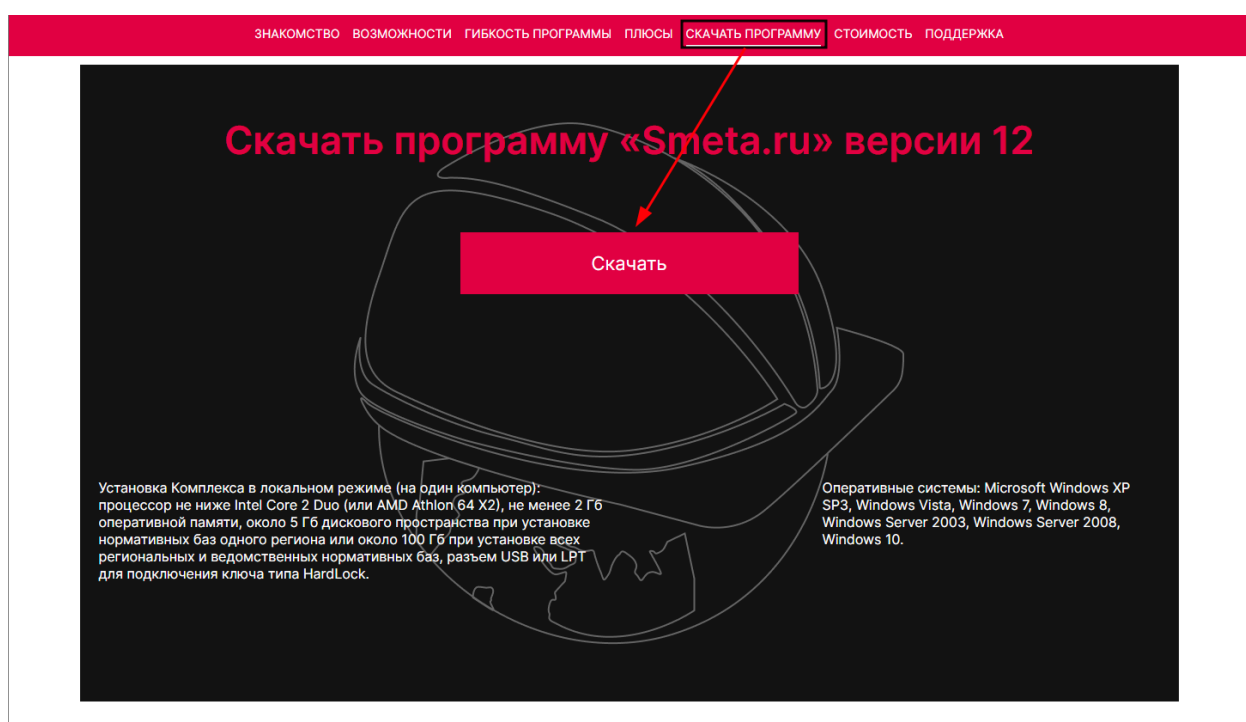 ЗНАКОМСТВО ВОЗМОЖНОСТИ ГИБКОСТЬ ПРОГРАММЫ ПЛЮСЫ СКАЧАТЬ ПРОГРАММУ СТОИМОСТЬ ПОДДЕРЖКА
Скачать программу «Smeta.ru» версии 12
Скачать
Установка Комплекса в локальном режиме (на один компьютер):
процессор не ниже Intel Core 2 Duo (или AMD Athlon 64 X2), не менее 2 Гб
оперативной памяти, около 5 Гб дискового пространства при установке
нормативных баз одного региона или около 100 Гб при установке всех
региональных и ведомственных нормативных баз, разъем USB или LPT
для подключения ключа типа HardLock.
Оперативные системы: Microsoft Windows XP
SP3, Windows Vista, Windows 7, Windows 8,
Windows Server 2003, Windows Server 2008,
Windows 10.